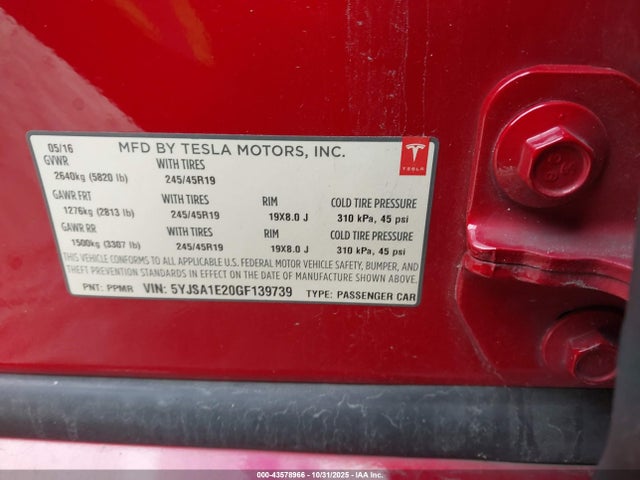 05/16 MFD BY TESLA MOTORS, INC.
GVWR WITH TIRES
2640kg (5820 lb) 245/45R19
TESLA
GAWR FRT WITH TIRES RIM COLD TIRE PRESSURE
1276kg (2813 lb) 245/45R19 19X8.0 J 310 kPa, 45 psi
GAWR RR WITH TIRES RIM COLD TIRE PRESSURE
1500kg (3307 lb) 245/45R19 19X8.0 J 310 kPa, 45 psi
THIS VEHICLE CONFORMS TO ALL APPLICABLE U.S. FEDERAL MOTOR VEHICLE SAFETY, BUMPER, AND
THEFT PREVENTION STANDARDS IN EFFECT ON THE DATE OF MANUFACTURE SHOWN ABOVE.
PNT: PPMR VIN: 5YJSA1E20GF139739 TYPE: PASSENGER CAR
000-43578966 - 10/31/2025 - IAAI.COM